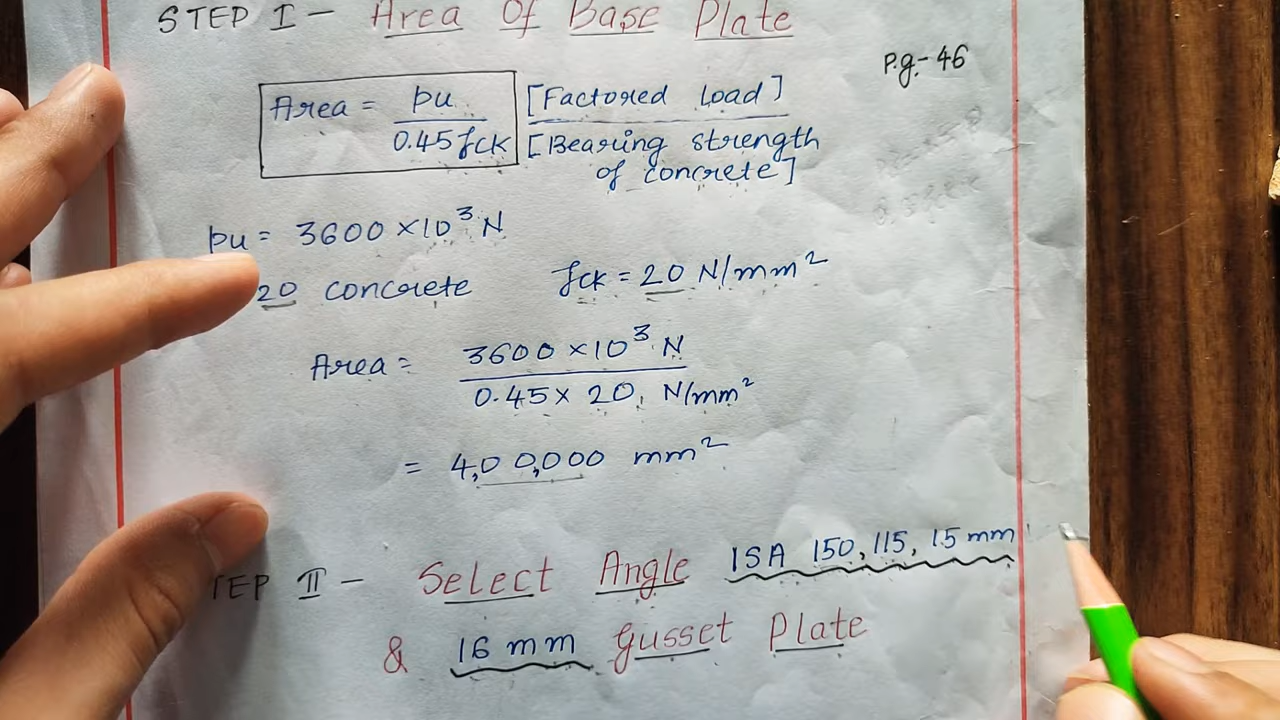 STEP I - Area Of Base Plate
P.g.- 46
Area = pu / 0.45fck [Factored Load] / [Bearing strength of concrete]
pu = 3600 ×10³ N
20 concrete fck = 20 N/mm²
Area = 3600 ×10³ N / 0.45 × 20 N/mm²
= 4,00,000 mm²
TEP II - Select Angle ISA 150, 115, 15 mm
& 16 mm Gusset Plate